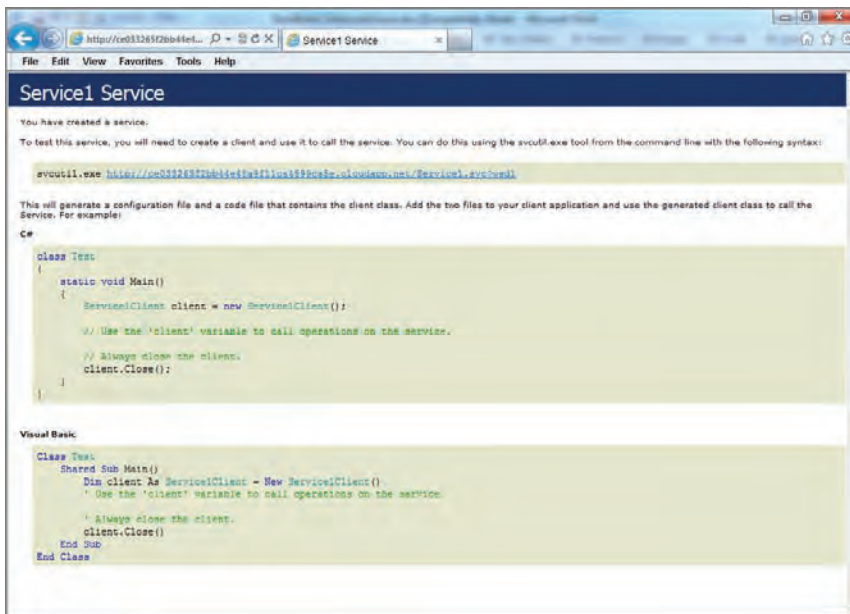 http://ce033265f2bb44e4...
Service1 Service
File Edit View Favorites Tools Help
Service1 Service
You have created a service.
To test this service, you will need to create a client and use it to call the service. You can do this using the svcutil.exe tool from the command line with the following syntax:
svcutil.exe
This will generate a configuration file and a code file that contains the client class. Add the two files to your client application and use the generated client class to call the
Service. For example:
C#
class Test
{
static void Main()
{
Service1Client client = new Service1Client();
// Use the 'client' variable to call operations on the service.
// Always close the client.
client.Close();
}
}
Visual Basic
Class Test
Shared Sub Main()
Dim client As Service1Client = New Service1Client()
' Use the 'client' variable to call operations on the service.
' Always close the client.
client.Close()
End Sub
End Class